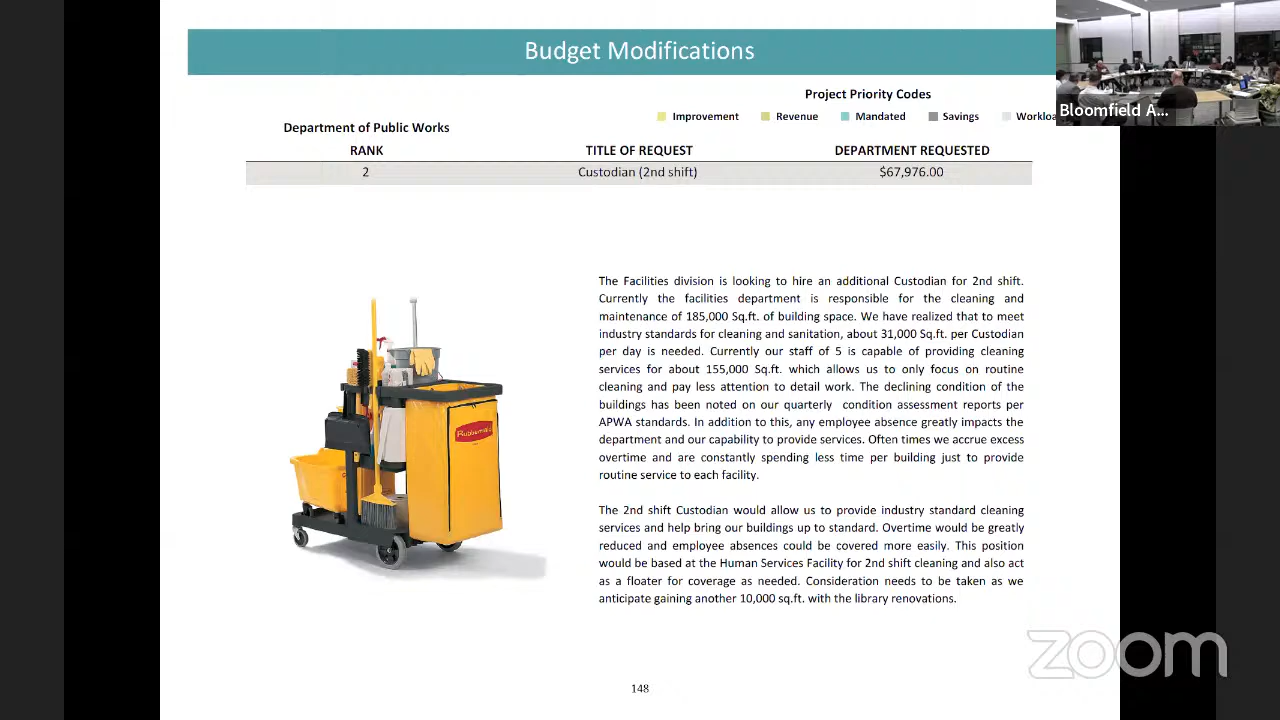 Budget Modifications
Project Priority Codes
Improvement Revenue Mandated Savings
Bloomfield A...
Department of Public Works
RANK TITLE OF REQUEST DEPARTMENT REQUESTED
2 Custodian (2nd shift) $67,976.00
The Facilities division is looking to hire an additional Custodian for 2nd shift.
Currently the facilities department is responsible for the cleaning and
maintenance of 185,000 Sq.ft. of building space. We have realized that to meet
industry standards for cleaning and sanitation, about 31,000 Sq.ft. per Custodian
per day is needed. Currently our staff of 5 is capable of providing cleaning
services for about 155,000 Sq.ft. which allows us to only focus on routine
cleaning and pay less attention to detail work. The declining condition of the
buildings has been noted on our quarterly condition assessment reports per
APWA standards. In addition to this, any employee absence greatly impacts the
department and our capability to provide services. Often times we accrue excess
overtime and are constantly spending less time per building just to provide
routine service to each facility.
Rubbermaid
The 2nd shift Custodian would allow us to provide industry standard cleaning
services and help bring our buildings up to standard. Overtime would be greatly
reduced and employee absences could be covered more easily. This position
would be based at the Human Services Facility for 2nd shift cleaning and also act
as a floater for coverage as needed. Consideration needs to be taken as we
anticipate gaining another 10,000 sq.ft. with the library renovations.
zoom
148